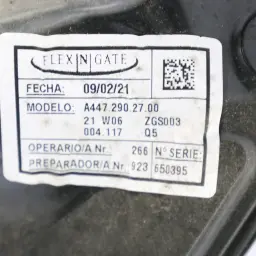 FLEX N GATE
FECHA: 09/02/21
MODELO: A447.290 27.00
21 W06 ZGS003
004.117 Q5
OPERARIO/A Nr 266 Nº SERIE:
PREPARADOR/A Nr 923 650395